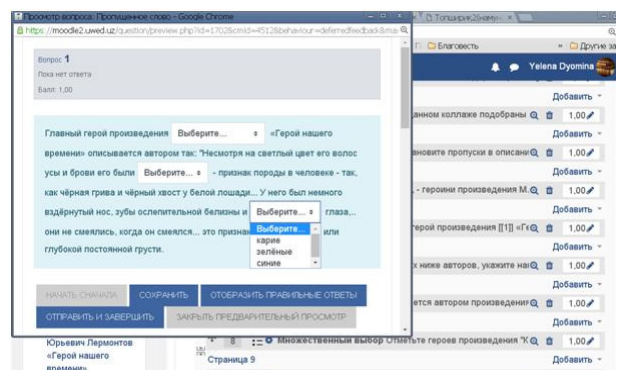 Просмотр вопроса: Пропущенное слово - Google Chrome
https://moodle2.uwed.uz/question/preview.php?id=1702&cmid=4512&behaviour=deferredfeedback&ma
Вопрос 1
Пока нет ответа
Балл: 1,00
Главный герой произведения Выберите... «Герой нашего
времени» описывается автором так: "Несмотря на светлый цвет его волос
усы и брови его были Выберите... - признак породы в человеке - так,
как чёрная грива и чёрный хвост у белой лошади... У него был немного
вздёрнутый нос, зубы ослепительной белизны и Выберите... глаза,..
они не смеялись, когда он смеялся... это признак или
глубокой постоянной грусти.
Выберите...
карие
зелёные
синие
НАЧАТЬ СНАЧАЛА
СОХРАНИТЬ
ОТОБРАЗИТЬ ПРАВИЛЬНЫЕ ОТВЕТЫ
ОТПРАВИТЬ И ЗАВЕРШИТЬ
ЗАКРЫТЬ ПРЕДВАРИТЕЛЬНЫЙ ПРОСМОТР
Юрьевич Лермонтов
«Герой нашего
времени»
Благовесть
» Другие за
Yelena Dyomina
Добавить
данном коллаже подобраны 1,00
Добавить
ановите пропуски в описани 1,00
Добавить
, - героини произведения М. 1,00
Добавить
герой произведения [[1]] «Ге 1,00
Добавить
х ниже авторов, укажите наи 1,00
Добавить
ется автором произведения 1,00
Добавить
8 Множественный выбор Отметьте героев произведения "К 1,00
Страница 9
Добавить